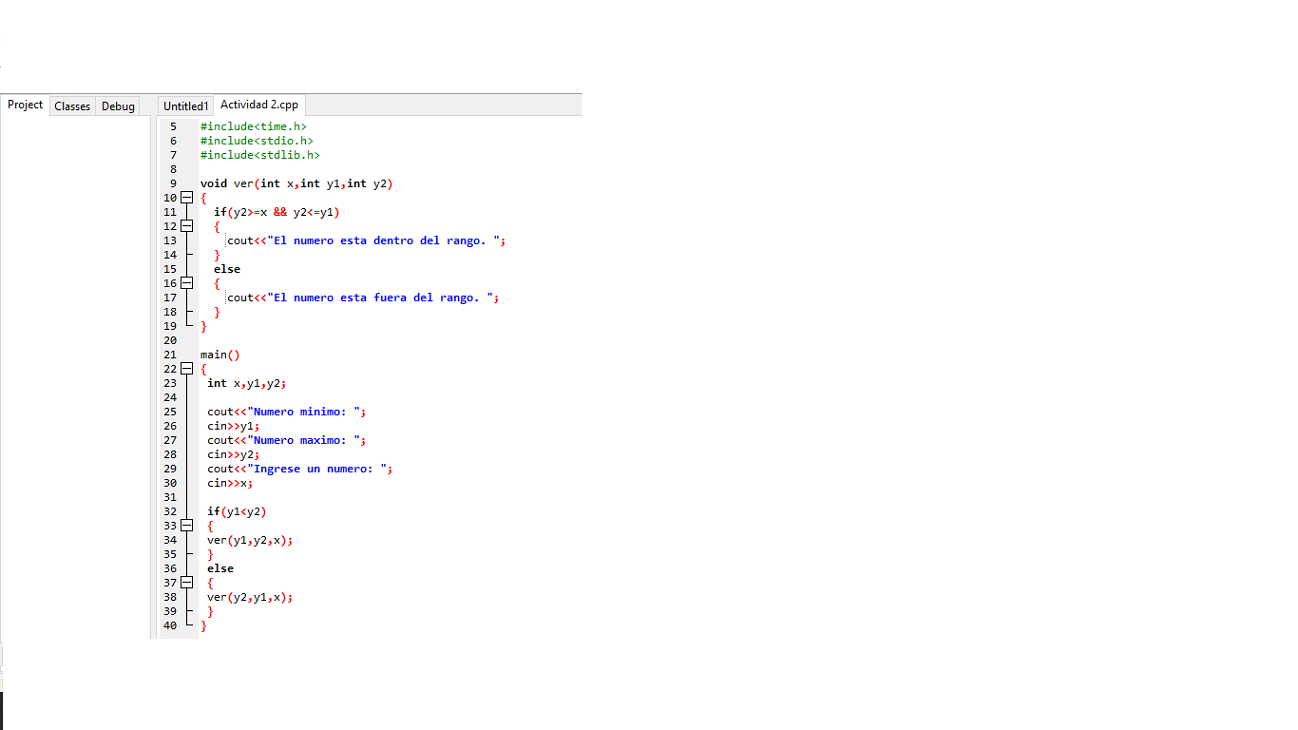 Project Classes Debug Untitled1 Actividad 2.cpp
5 #include<time.h>
6 #include<stdio.h>
7 #include<stdlib.h>
8
9 void ver(int x,int y1,int y2)
10 {
11 if(y2>=x && y2<=y1)
12 {
13 cout<<"El numero esta dentro del rango. ";
14 }
15 else
16 {
17 cout<<"El numero esta fuera del rango. ";
18 }
19 }
20
21 main()
22 {
23 int x,y1,y2;
24
25 cout<<"Numero minimo: ";
26 cin>>y1;
27 cout<<"Numero maximo: ";
28 cin>>y2;
29 cout<<"Ingrese un numero: ";
30 cin>>x;
31
32 if(y1<y2)
33 {
34 ver(y1,y2,x);
35 }
36 else
37 {
38 ver(y2,y1,x);
39 }
40 }